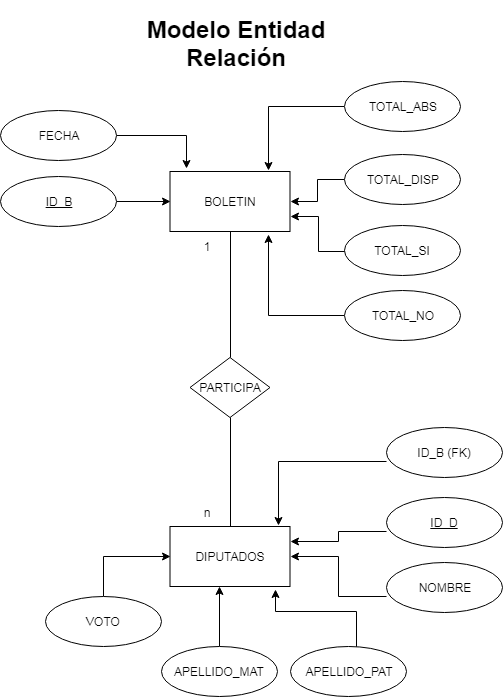 Modelo Entidad
Relación
TOTAL_ABS
FECHA
TOTAL_DISP
ID_B
BOLETIN
1
TOTAL_SI
TOTAL_NO
PARTICIPA
ID_B (FK)
n
ID_D
DIPUTADOS
NOMBRE
VOTO
APELLIDO_MAT
APELLIDO_PAT